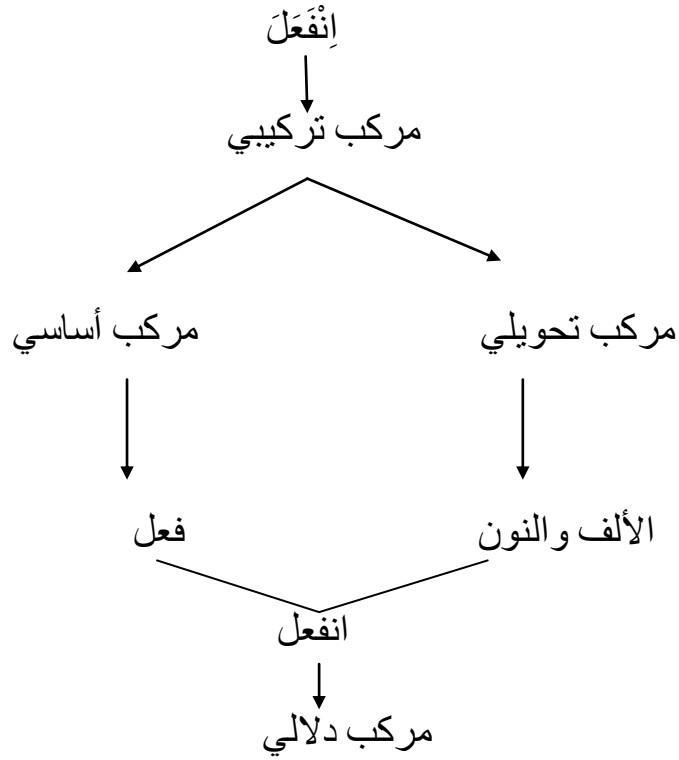 اِنْفَعَلَ
مركب تركيبي
مركب تحويلي
مركب أساسي
الألف والنون
فعل
انفعل
مركب دلالي